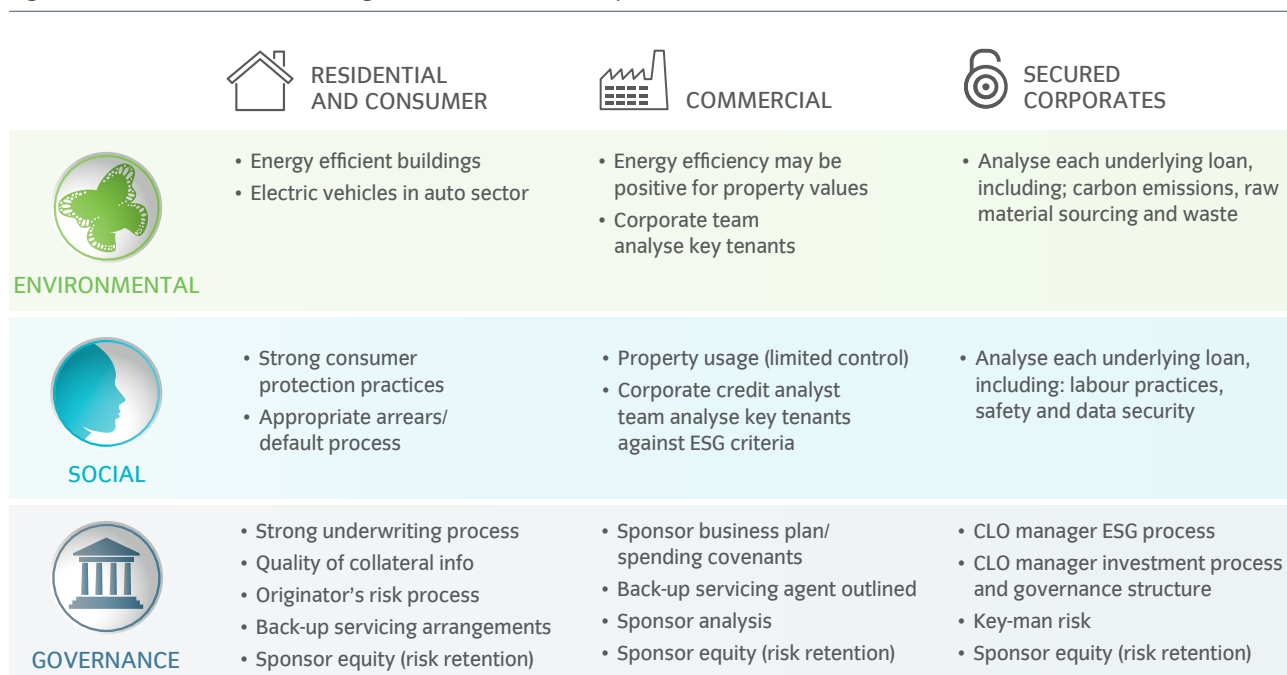 RESIDENTIAL
AND CONSUMER
COMMERCIAL
SECURED
CORPORATES
ENVIRONMENTAL
• Energy efficient buildings
• Electric vehicles in auto sector
• Energy efficiency may be
positive for property values
• Corporate team
analyse key tenants
• Analyse each underlying loan,
including; carbon emissions, raw
material sourcing and waste
SOCIAL
• Strong consumer
protection practices
• Appropriate arrears/
default process
• Property usage (limited control)
• Corporate credit analyst
team analyse key tenants
against ESG criteria
• Analyse each underlying loan,
including: labour practices,
safety and data security
GOVERNANCE
• Strong underwriting process
• Quality of collateral info
• Originator's risk process
• Back-up servicing arrangements
• Sponsor equity (risk retention)
• Sponsor business plan/
spending covenants
• Back-up servicing agent outlined
• Sponsor analysis
• Sponsor equity (risk retention)
• CLO manager ESG process
• CLO manager investment process
and governance structure
• Key-man risk
• Sponsor equity (risk retention)